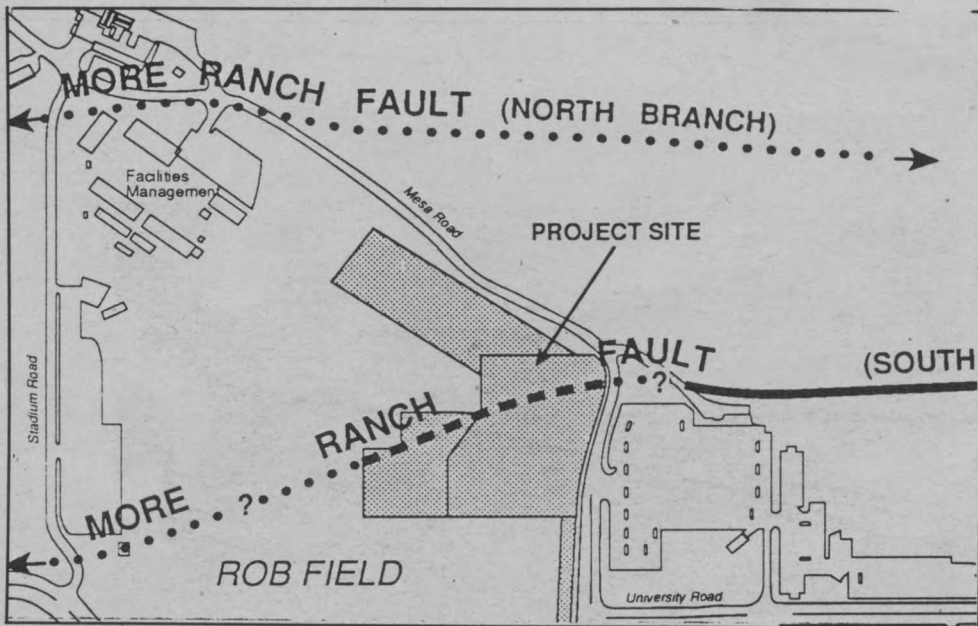 MORE RANCH FAULT (NORTH BRANCH)
Facilities
Management
Mesa Road
PROJECT SITE
MORE ? RANCH FAULT ? (SOUTH
Stadium Road
ROB FIELD
University Road